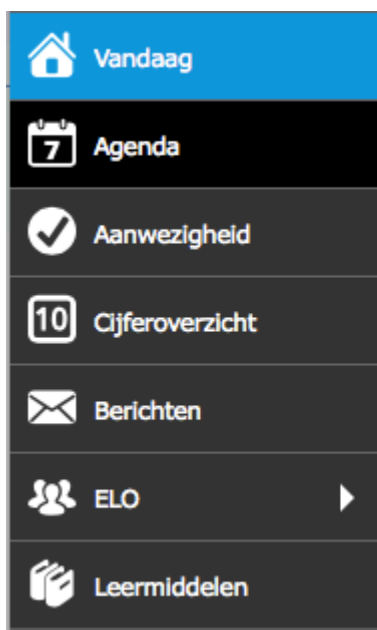 Vandaag
7 Agenda
Aanwezigheid
10 Cijferoverzicht
Berichten
ELO
Leermiddelen